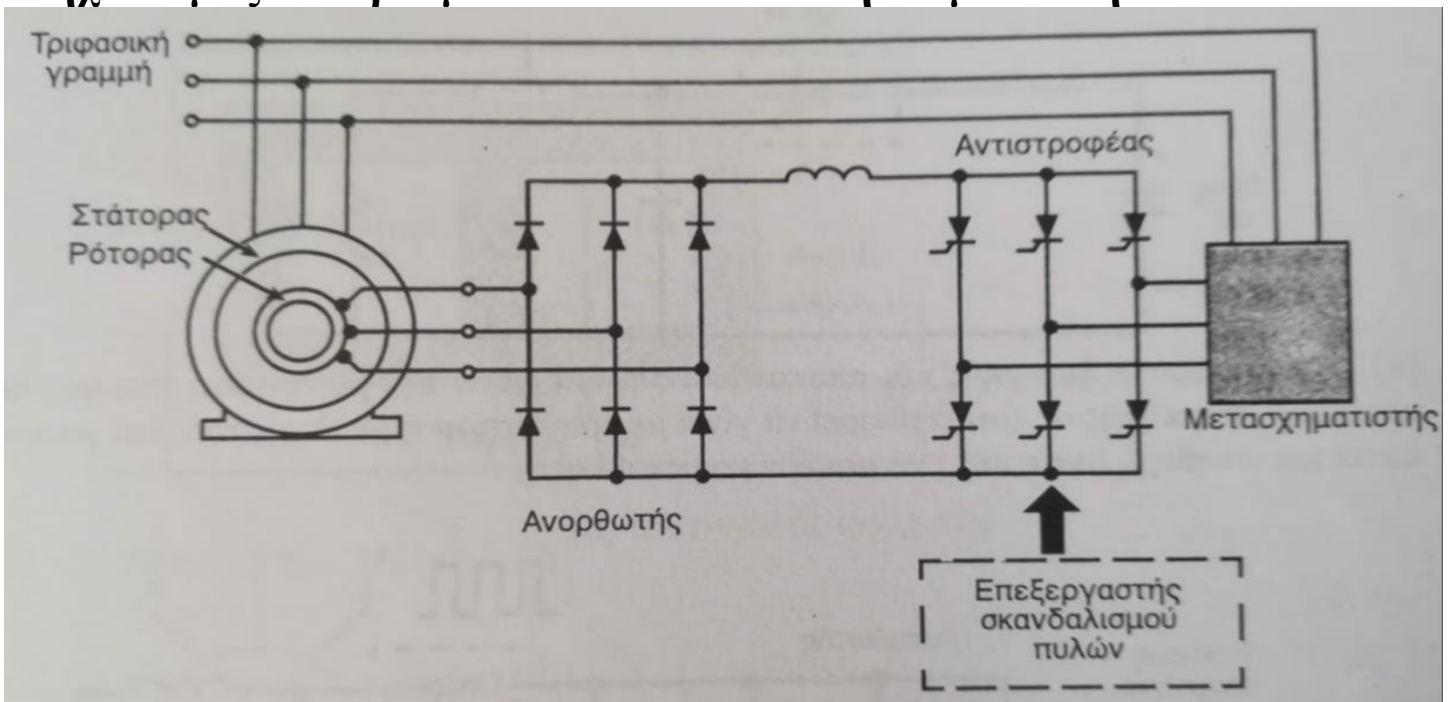 Τριφασική
γραμμή
Αντιστροφέας
Στάτορας
Ρότορας
Μετασχηματιστής
Ανορθωτής
Επεξεργαστής
σκανδαλισμού
πυλών